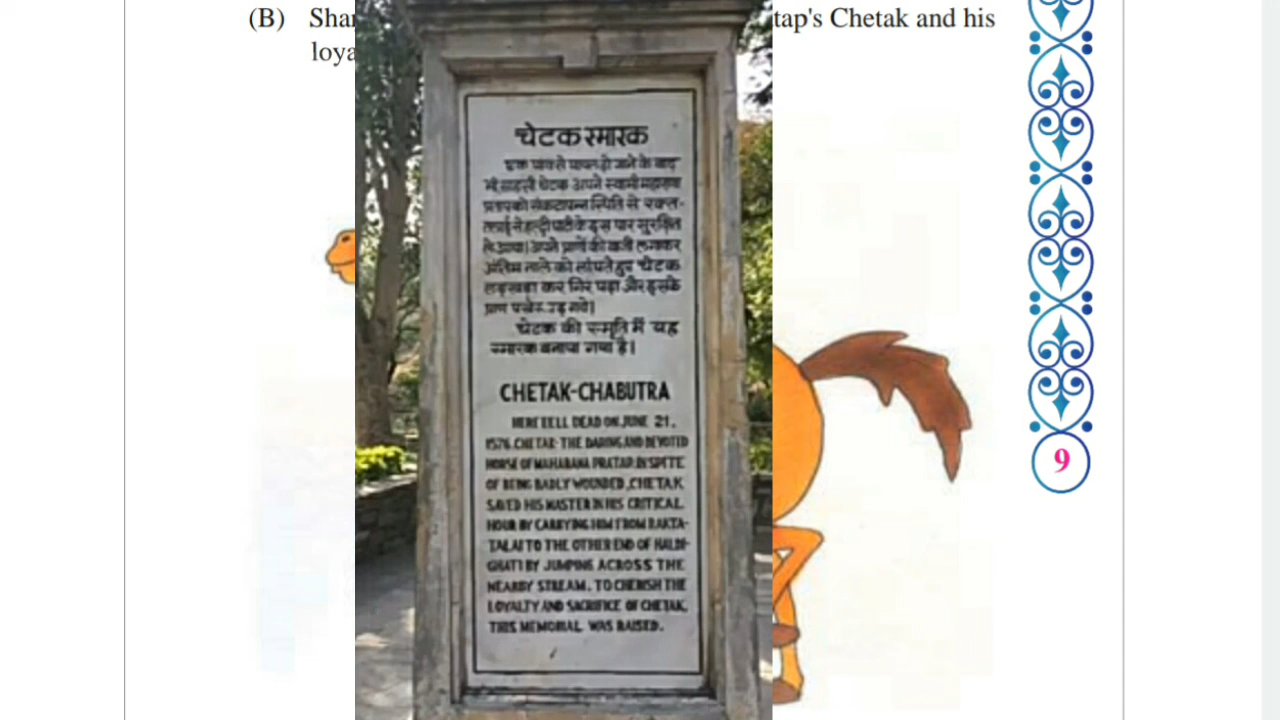 (B) Shar tap's Chetak and his
loya
चेटक स्मारक
एक पांव से घायल हो जाने के बाद
भी साहसी चेटक अपने स्वामी महाराणा
प्रताप को संकटापन्न स्थिति से रक्त-
तलाई से हल्दी घाटी के इस पार सुरक्षित
ले आया। अपने प्राणों की बाजी लगाकर
अंतिम नाले को लांघते हुए चेटक
लड़खड़ा कर गिर पड़ा और इसके
प्राण पखेरू उड़ गये।
चेटक की स्मृति में यह
स्मारक बनाया गया है।
CHETAK-CHABUTRA
HERE FELL DEAD ON JUNE 21,
1576, CHETAK-THE DARING AND DEVOTED
HORSE OF MAHARANA PRATAP. IN SPITE
OF BEING BADLY WOUNDED, CHETAK
SAVED HIS MASTER IN HIS CRITICAL
HOUR BY CARRYING HIM FROM RAKTA-
TALAI TO THE OTHER END OF HALDI-
GHATI BY JUMPING ACROSS THE
NEARBY STREAM. TO CHERISH THE
LOYALTY AND SACRIFICE OF CHETAK,
THIS MEMORIAL WAS RAISED.
9